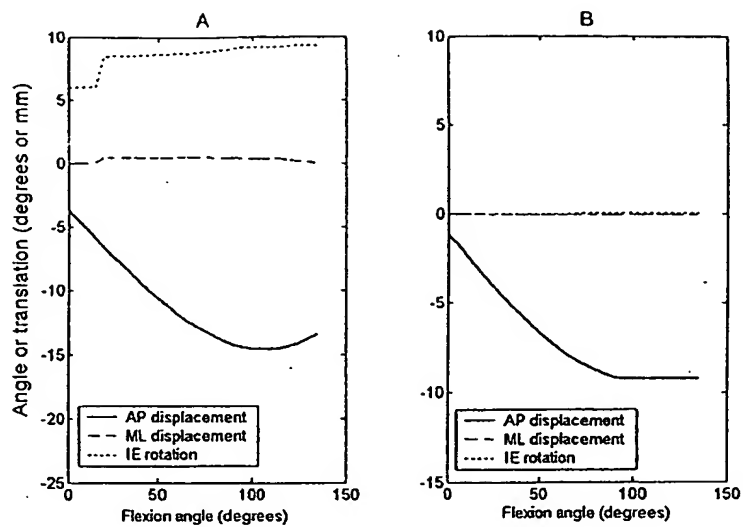 A
B
Angle or translation (degrees or mm)
10
5
0
-5
-10
-15
-20
-25
0
50
100
150
Flexion angle (degrees)
AP displacement
ML displacement
IE rotation
10
5
0
-5
-10
-15
0
50
100
150
Flexion angle (degrees)
AP displacement
ML displacement
IE rotation